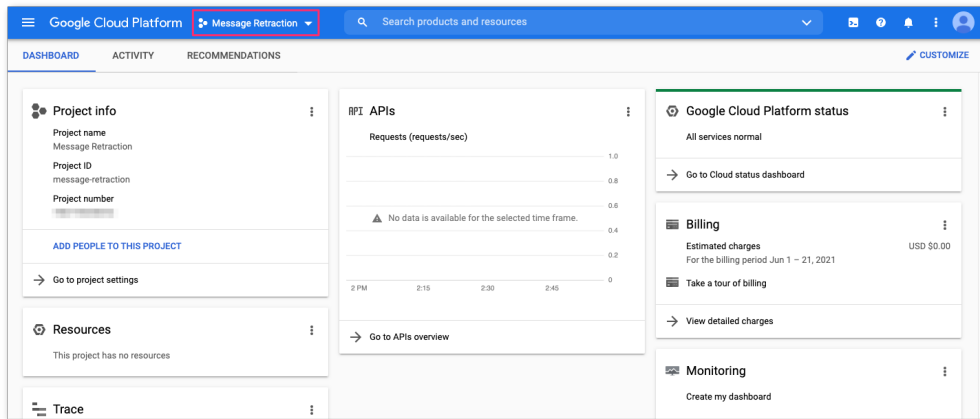 Google Cloud Platform
Message Retraction
Search products and resources
DASHBOARD
ACTIVITY
RECOMMENDATIONS
CUSTOMIZE
Project info
Project name
Message Retraction
Project ID
message-retraction
Project number
ADD PEOPLE TO THIS PROJECT
Go to project settings
Resources
This project has no resources
Trace
API APIs
Requests (requests/sec)
1.0
0.8
0.6
No data is available for the selected time frame.
0.4
0.2
0
2 PM 2:15 2:30 2:45
Go to APIs overview
Google Cloud Platform status
All services normal
Go to Cloud status dashboard
Billing
Estimated charges USD $0.00
For the billing period Jun 1 – 21, 2021
Take a tour of billing
View detailed charges
Monitoring
Create my dashboard